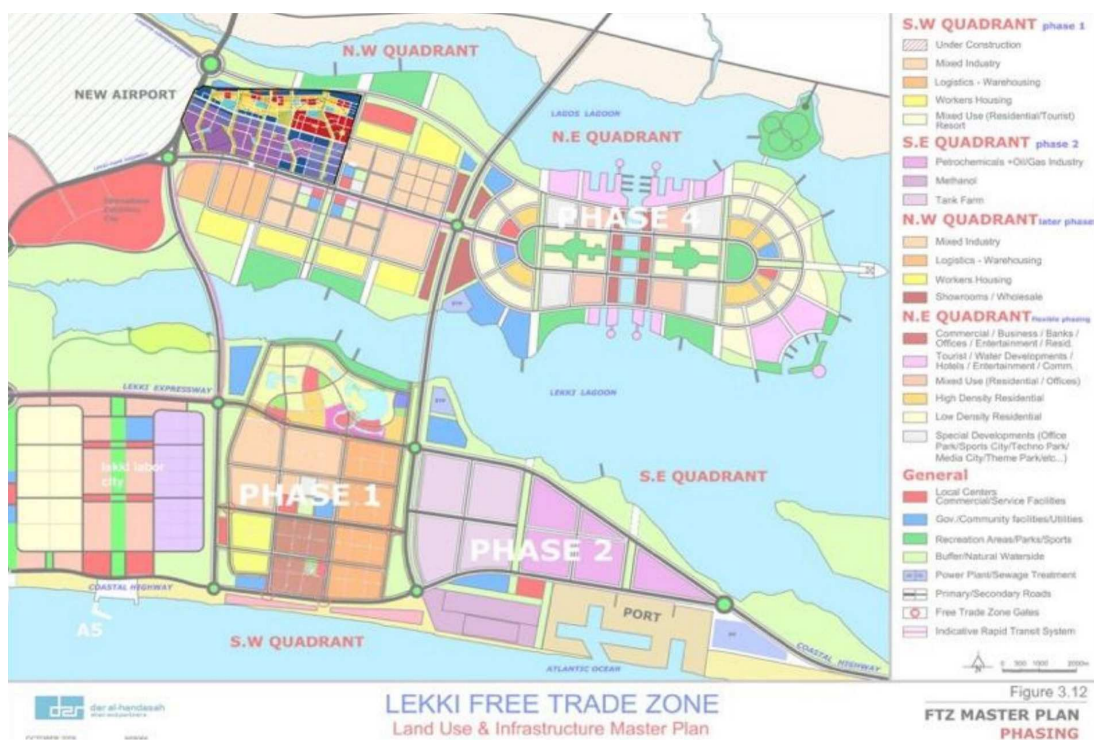 N.W QUADRANT
NEW AIRPORT
LAGOS LAGOON
N.E QUADRANT
PHASE 4
LEKKI EXPRESSWAY
LEKKI LAGOON
lekki labor
city
PHASE 1
S.E QUADRANT
PHASE 2
COASTAL HIGHWAY
A5
PORT
S.W QUADRANT
ATLANTIC OCEAN
COASTAL HIGHWAY
S.W QUADRANT phase 1
Under Construction
Mixed Industry
Logistics - Warehousing
Workers Housing
Mixed Use (Residential/Tourist)
Resort
S.E QUADRANT phase 2
Petrochemicals +Oil/Gas Industry
Methanol
Tank Farm
N.W QUADRANT later phase
Mixed Industry
Logistics - Warehousing
Workers Housing
Showrooms / Wholesale
N.E QUADRANT flexible phasing
Commercial / Business / Banks /
Offices / Entertainment / Resid.
Tourist / Water Developments /
Hotels / Entertainment / Comm.
Mixed Use (Residential / Offices)
High Density Residential
Low Density Residential
Special Developments (Office
Park/Sports City/Techno Park/
Media City/Theme Park/etc...)
General
Local Centers
Commercial/Service Facilities
Gov./Community facilities/Utilities
Recreation Areas/Parks/Sports
Buffer/Natural Waterside
Power Plant/Sewage Treatment
Primary/Secondary Roads
Free Trade Zone Gates
Indicative Rapid Transit System
N
0 500 1000 2000m
dar
dar al-handasah
LEKKI FREE TRADE ZONE
Land Use & Infrastructure Master Plan
Figure 3.12
FTZ MASTER PLAN
PHASING